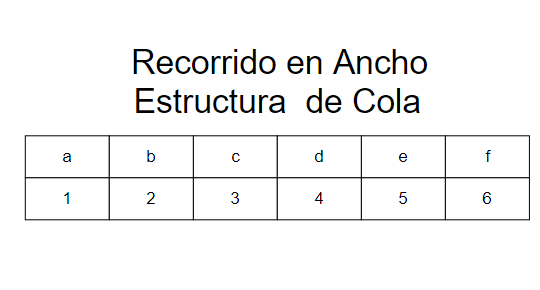 Recorrido en Ancho
Estructura  de Cola
a b c d e f
1 2 3 4 5 6